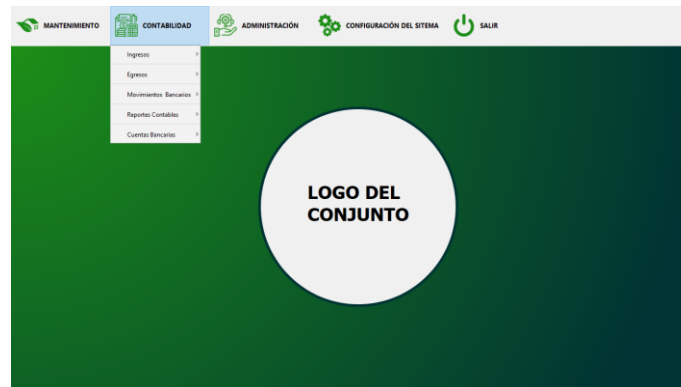 MANTENIMIENTO
CONTABILIDAD
ADMINISTRACIÓN
CONFIGURACIÓN DEL SITEMA
SALIR
Ingresos
Egresos
Movimientos Bancarios
Reportes Contables
Cuentas Bancarias
LOGO DEL
CONJUNTO